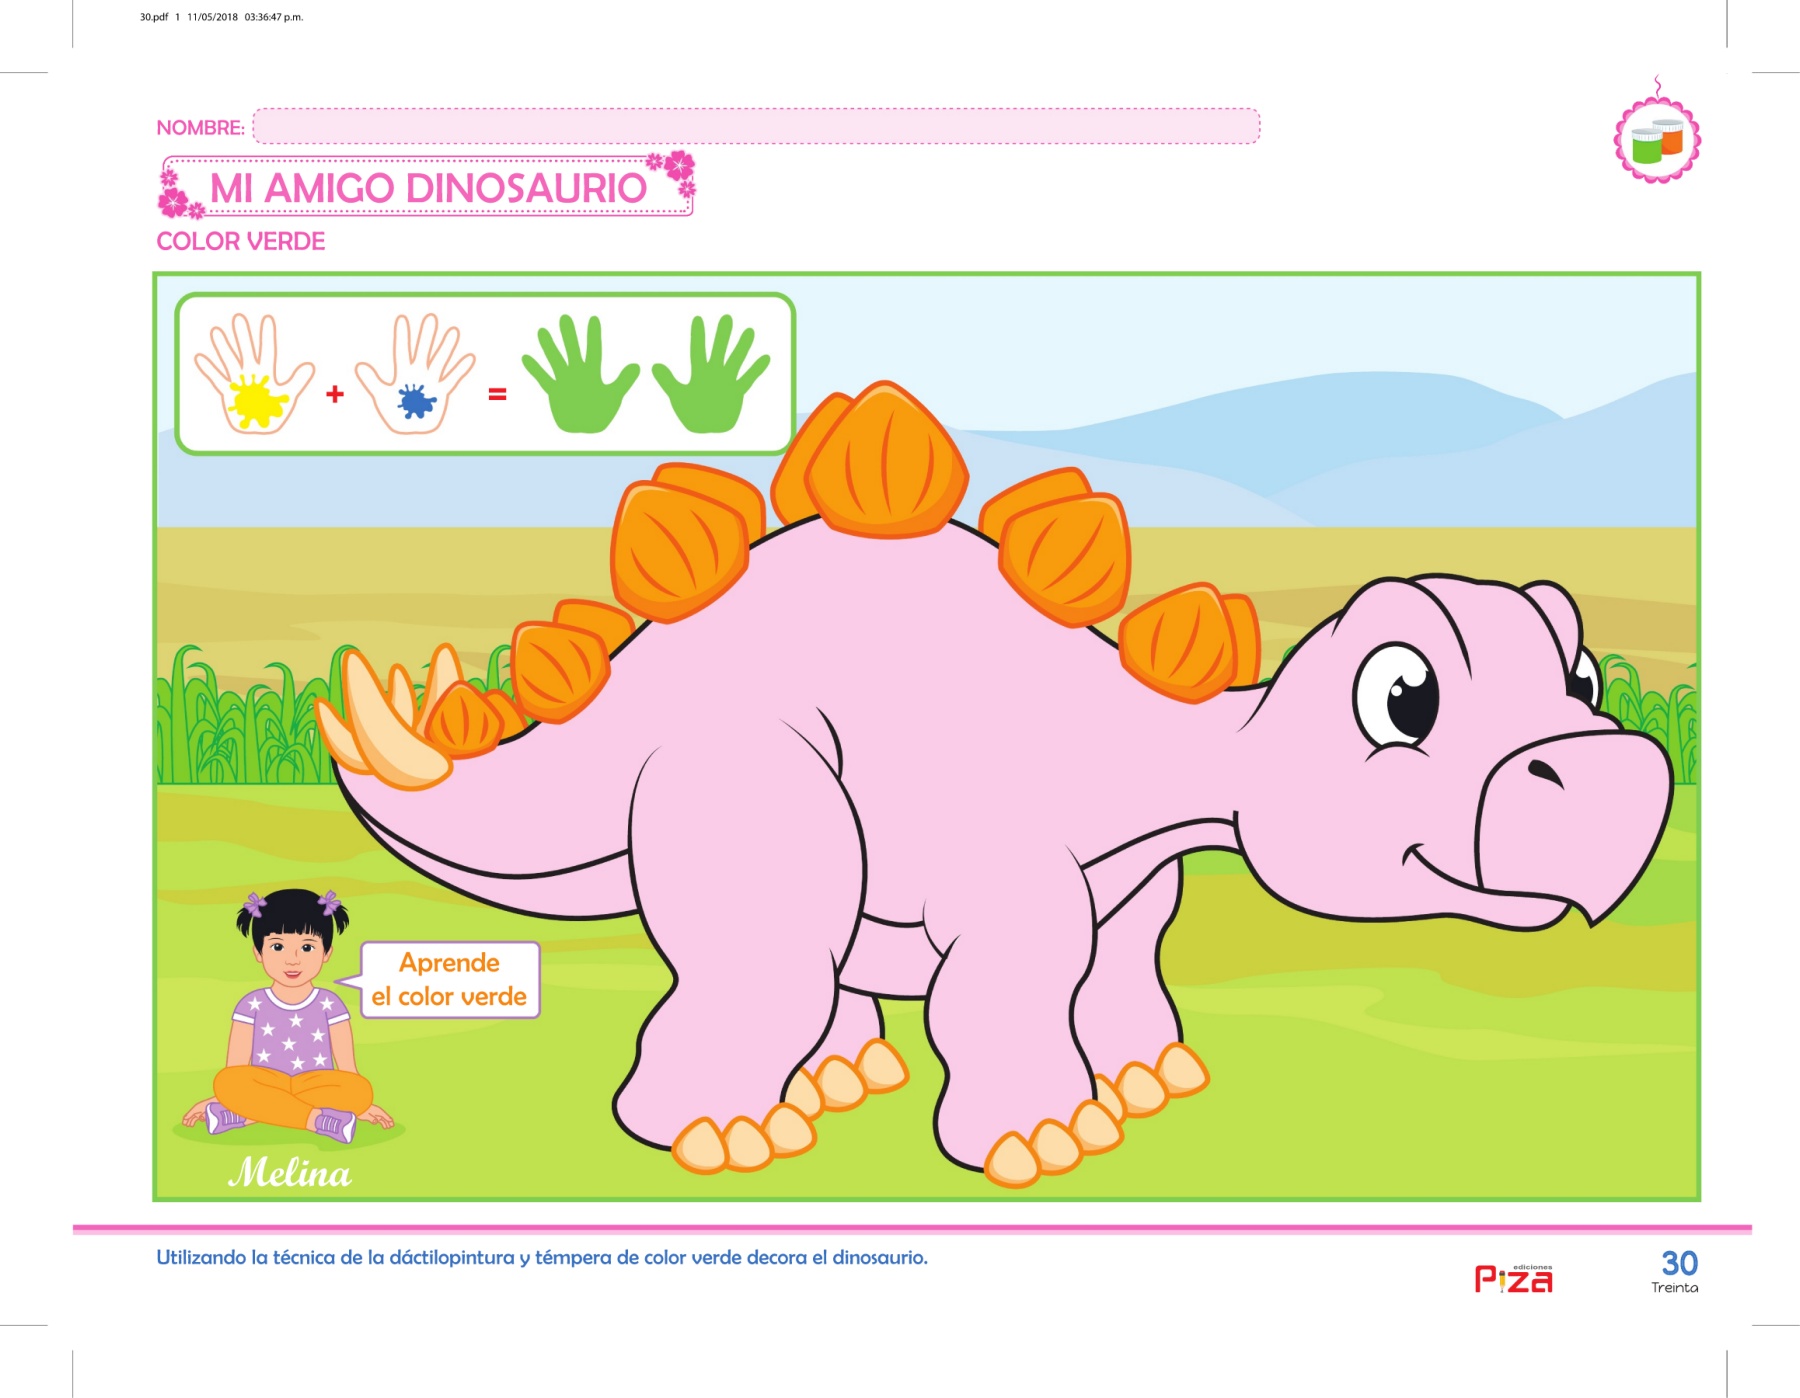 30.pdf 1 11/05/2018 03:36:47 p.m.
NOMBRE:
MI AMIGO DINOSAURIO
COLOR VERDE
+ =
Aprende
el color verde
Melina
Utilizando la técnica de la dáctilopintura y témpera de color verde decora el dinosaurio.
ediciones
Piza
30
Treinta